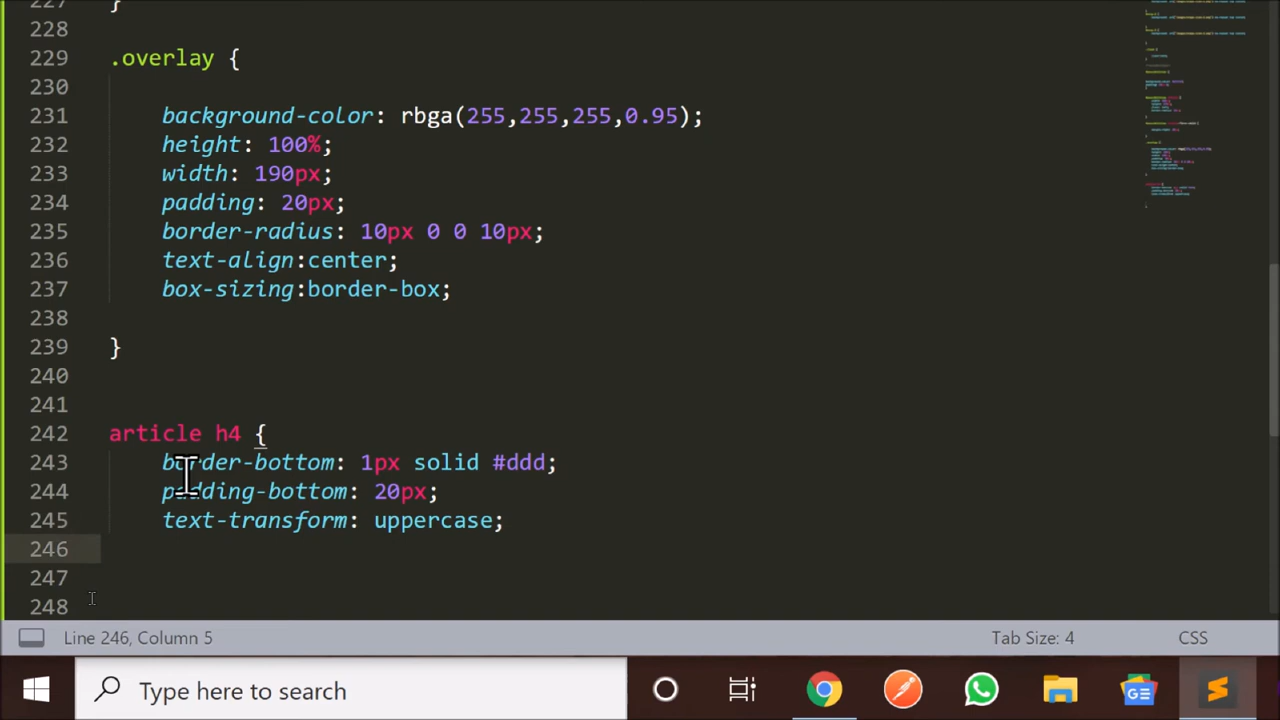 227 }
228
229 .overlay {
230
231 background-color: rbga(255,255,255,0.95);
232 height: 100%;
233 width: 190px;
234 padding: 20px;
235 border-radius: 10px 0 0 10px;
236 text-align:center;
237 box-sizing:border-box;
238
239 }
240
241
242 article h4 {
243 border-bottom: 1px solid #ddd;
244 padding-bottom: 20px;
245 text-transform: uppercase;
246
247
248
Line 246, Column 5 Tab Size: 4 CSS
Type here to search GE